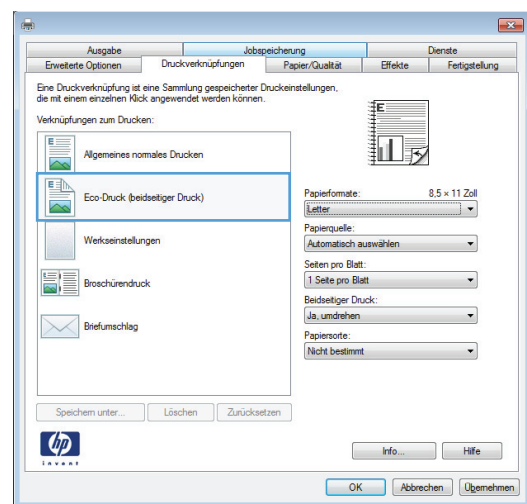 Ausgabe Jobspeicherung Dienste
Erweiterte Optionen Druckverknüpfungen Papier/Qualität Effekte Fertigstellung
Eine Druckverknüpfung ist eine Sammlung gespeicherter Druckeinstellungen,
die mit einem einzelnen Klick angewendet werden können.
Verknüpfungen zum Drucken:
Allgemeines normales Drucken
Eco-Druck (beidseitiger Druck)
Werkseinstellungen
Broschürendruck
Briefumschlag
Papierformate: 8,5 × 11 Zoll
Letter
Papierquelle:
Automatisch auswählen
Seiten pro Blatt:
1 Seite pro Blatt
Beidseitiger Druck:
Ja, umdrehen
Papiersorte:
Nicht bestimmt
Speichern unter... Löschen Zurücksetzen
hp
invent
Info... Hilfe
OK Abbrechen Übernehmen